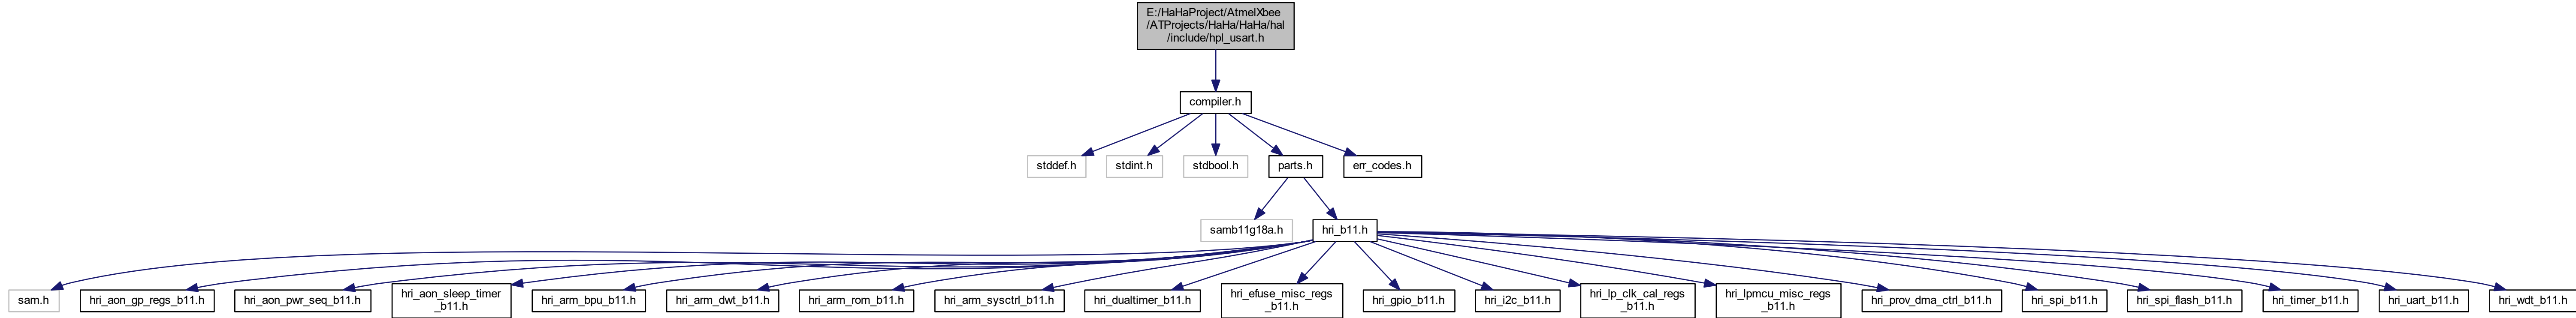 E:/HaHaProject/AtmelXbee
/ATProjects/HaHa/HaHa/hal
/include/hpl_usart.h
compiler.h
stddef.h
stdint.h
stdbool.h
parts.h
err_codes.h
samb11g18a.h
hri_b11.h
sam.h
hri_aon_gp_regs_b11.h
hri_aon_pwr_seq_b11.h
hri_aon_sleep_timer
_b11.h
hri_arm_bpu_b11.h
hri_arm_dwt_b11.h
hri_arm_rom_b11.h
hri_arm_sysctrl_b11.h
hri_dualtimer_b11.h
hri_efuse_misc_regs
_b11.h
hri_gpio_b11.h
hri_i2c_b11.h
hri_lp_clk_cal_regs
_b11.h
hri_lpmcu_misc_regs
_b11.h
hri_prov_dma_ctrl_b11.h
hri_spi_b11.h
hri_spi_flash_b11.h
hri_timer_b11.h
hri_uart_b11.h
hri_wdt_b11.h